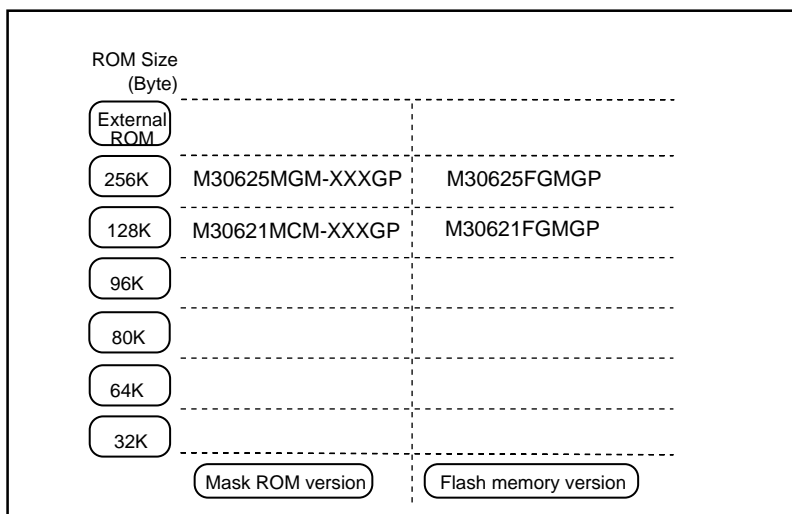 ROM Size
(Byte)
External
ROM
256K M30625MGM-XXXGP M30625FGMGP
128K M30621MCM-XXXGP M30621FGMGP
96K
80K
64K
32K
Mask ROM version Flash memory version